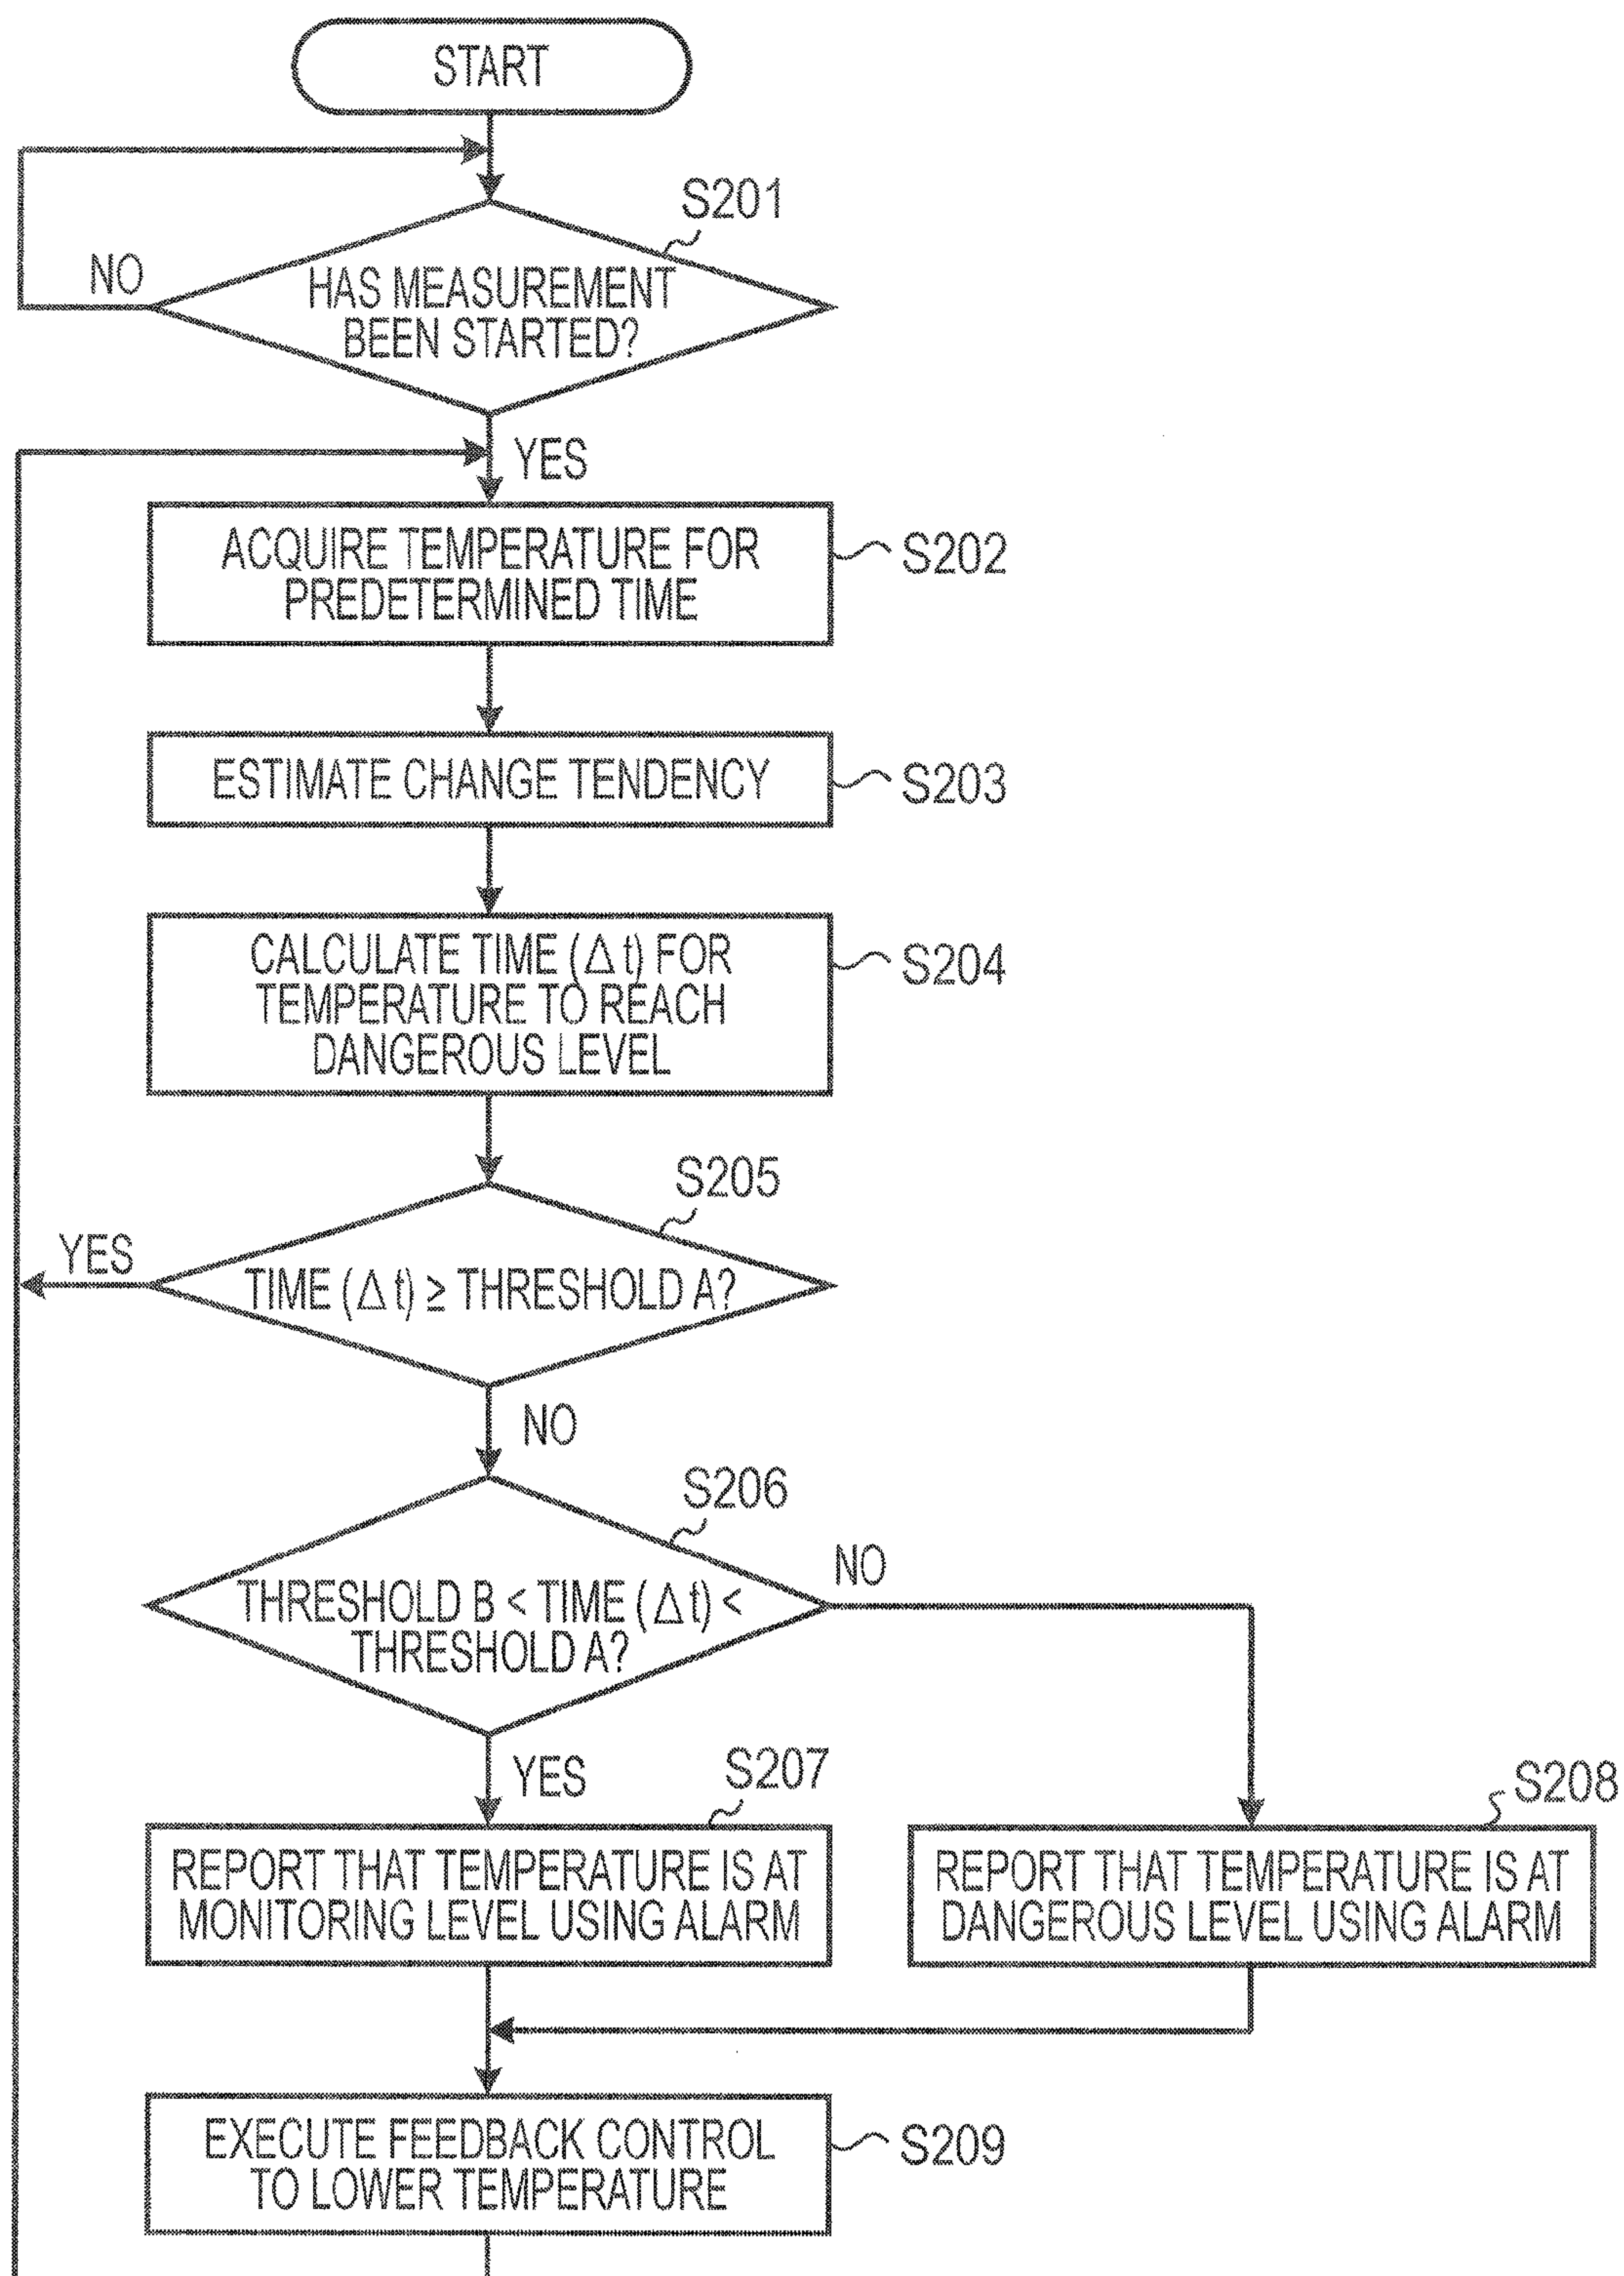 START
S201
NO
HAS MEASUREMENT
BEEN STARTED?
YES
ACQUIRE TEMPERATURE FOR
PREDETERMINED TIME
S202
ESTIMATE CHANGE TENDENCY
S203
CALCULATE TIME (Δt) FOR
TEMPERATURE TO REACH
DANGEROUS LEVEL
S204
S205
YES
TIME (Δt) ≥ THRESHOLD A?
NO
S206
NO
THRESHOLD B < TIME (Δt) <
THRESHOLD A?
YES
S207
S208
REPORT THAT TEMPERATURE IS AT
MONITORING LEVEL USING ALARM
REPORT THAT TEMPERATURE IS AT
DANGEROUS LEVEL USING ALARM
EXECUTE FEEDBACK CONTROL
TO LOWER TEMPERATURE
S209